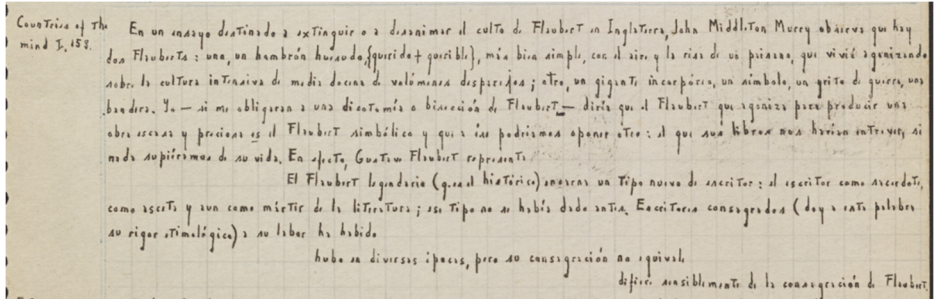 Countries of the
mind I, 158.
En un ensayo destinado a extinguir o a desanimar el culto de Flaubert en Inglaterra, John Middleton Murry observa que hay
dos Flauberts: uno, un hombrón huesudo, {querido + querible}, más bien simple, con el aire y la risa de un paisano, que vivió agonizando
sobre la cultura intensiva de media docena de volúmenes desparejos; otro, un gigante incorpóreo, un símbolo, un grito de guerra, una
bandera. Yo — si me obligaran a una dicotomía o bisección de Flaubert — diría que el Flaubert que agoniza para producir una
obra escasa y preciosa es el Flaubert simbólico y que a ése podríamos oponer otro: el que sus libros nos harían entrever, si
nada supiéramos de su vida. En efecto, Gustave Flaubert representa
El Flaubert legendario (que es el histórico) encarna un tipo nuevo de escritor: el escritor como sacerdote,
como asceta y aun como mártir de la literatura; ese tipo no se había dado antes. Escritores consagrados (doy a esta palabra
su rigor etimológico) a su labor ha habido
hubo en diversas épocas, pero su consagración no equivale
difiere sensiblemente de la consagración de Flaubert.